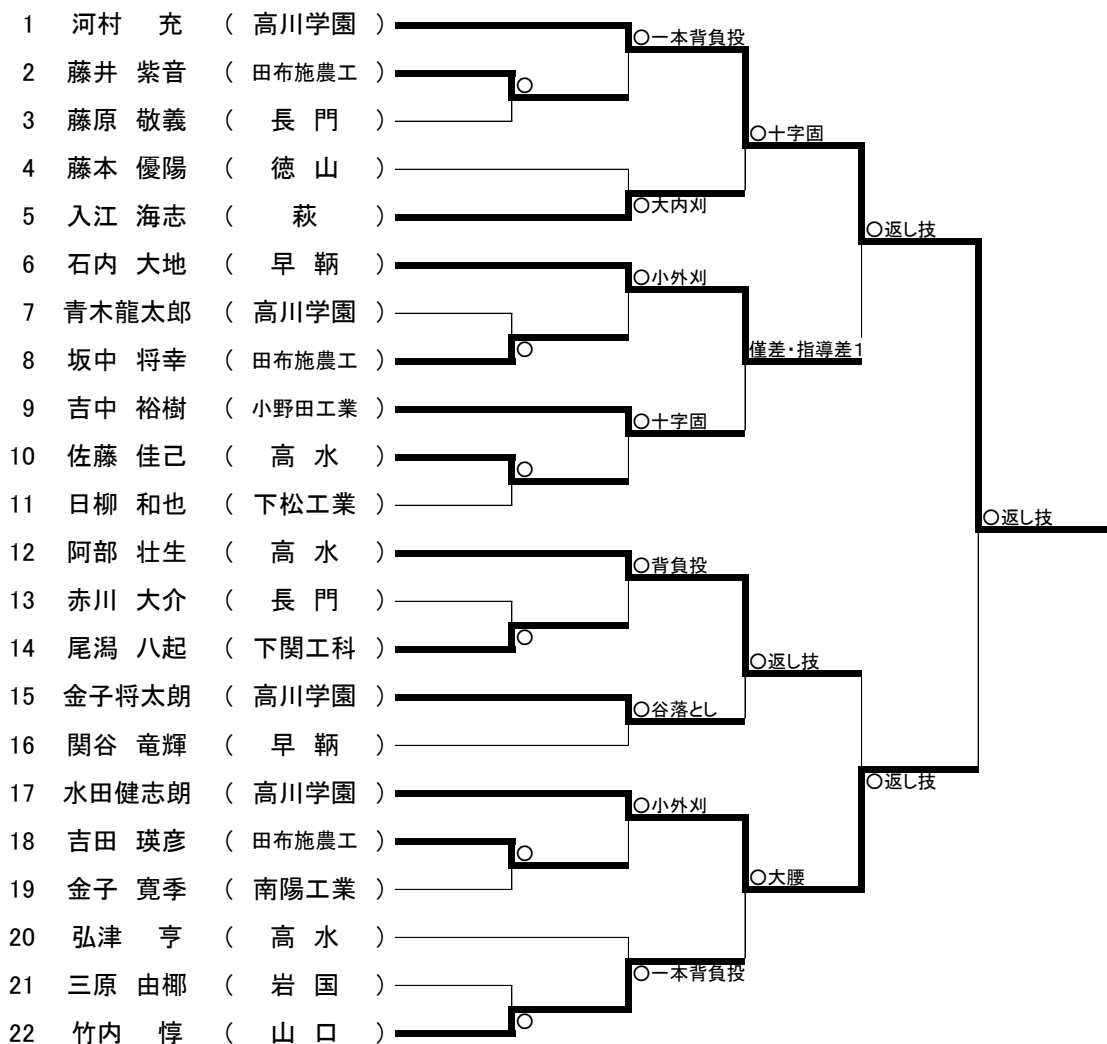 1 河村 充 ( 高川学園 )
○一本背負投
2 藤井 紫音 ( 田布施農工 )
○
3 藤原 敬義 ( 長 門 )
○十字固
4 藤本 優陽 ( 徳 山 )
5 入江 海志 ( 萩 )
○大内刈
○返し技
6 石内 大地 ( 早 鞆 )
○小外刈
7 青木龍太郎 ( 高川学園 )
8 坂中 将幸 ( 田布施農工 )
○
僅差・指導差1
9 吉中 裕樹 ( 小野田工業 )
○十字固
10 佐藤 佳己 ( 高 水 )
○
11 日柳 和也 ( 下松工業 )
○返し技
12 阿部 壮生 ( 高 水 )
○背負投
13 赤川 大介 ( 長 門 )
14 尾潟 八起 ( 下関工科 )
○
○返し技
15 金子将太朗 ( 高川学園 )
○谷落とし
16 関谷 竜輝 ( 早 鞆 )
17 水田健志朗 ( 高川学園 )
○返し技
○小外刈
18 吉田 瑛彦 ( 田布施農工 )
○
19 金子 寛季 ( 南陽工業 )
○大腰
20 弘津 亨 ( 高 水 )
21 三原 由椰 ( 岩 国 )
○一本背負投
22 竹内 惇 ( 山 口 )
○